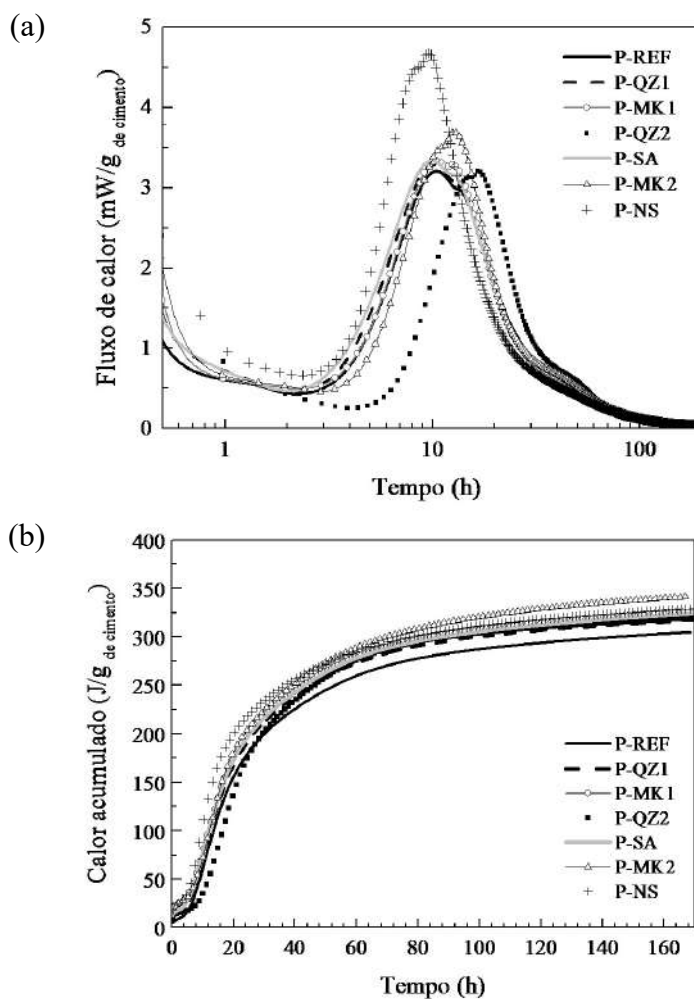 (a)
5
4
3
2
1
0
Fluxo de calor (mW/g de cimento)
P-REF
P-QZ1
P-MK1
P-QZ2
P-SA
P-MK2
P-NS
1
10
100
Tempo (h)
(b)
400
350
300
250
200
150
100
50
0
Calor acumulado (J/g de cimento)
P-REF
P-QZ1
P-MK1
P-QZ2
P-SA
P-MK2
P-NS
0
20
40
60
80
100
120
140
160
Tempo (h)